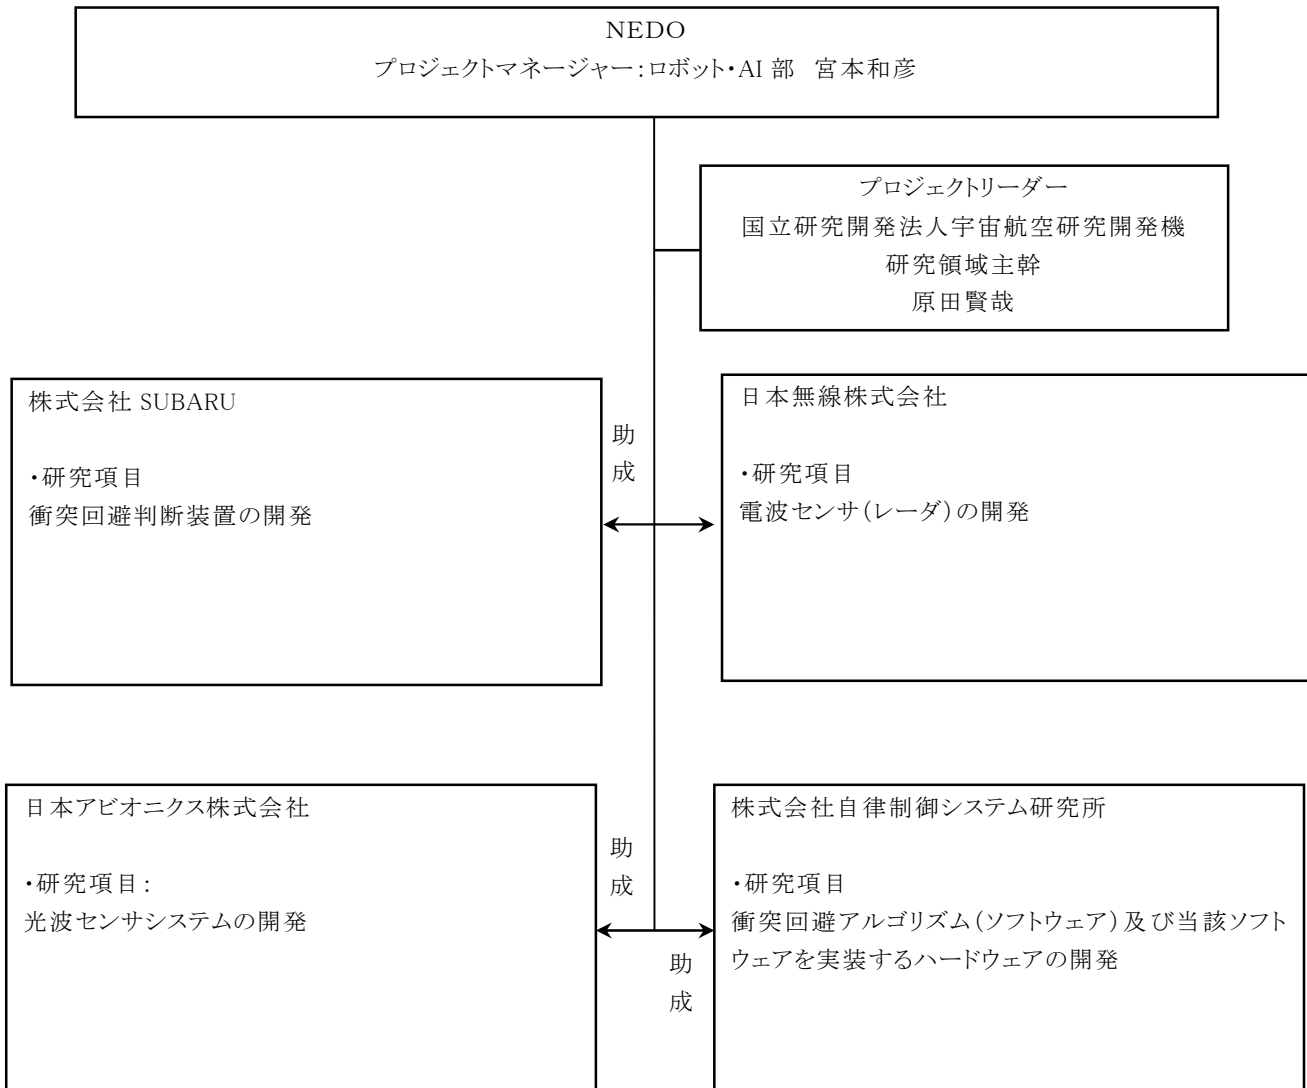 NEDO
プロジェクトマネージャー:ロボット・AI 部 宮本和彦
プロジェクトリーダー
国立研究開発法人宇宙航空研究開発機
研究領域主幹
原田賢哉
株式会社 SUBARU
・研究項目
衝突回避判断装置の開発
助
成
日本無線株式会社
・研究項目
電波センサ(レーダ)の開発
日本アビオニクス株式会社
・研究項目:
光波センサシステムの開発
助
成
助
成
株式会社自律制御システム研究所
・研究項目
衝突回避アルゴリズム(ソフトウェア)及び当該ソフト
ウェアを実装するハードウェアの開発